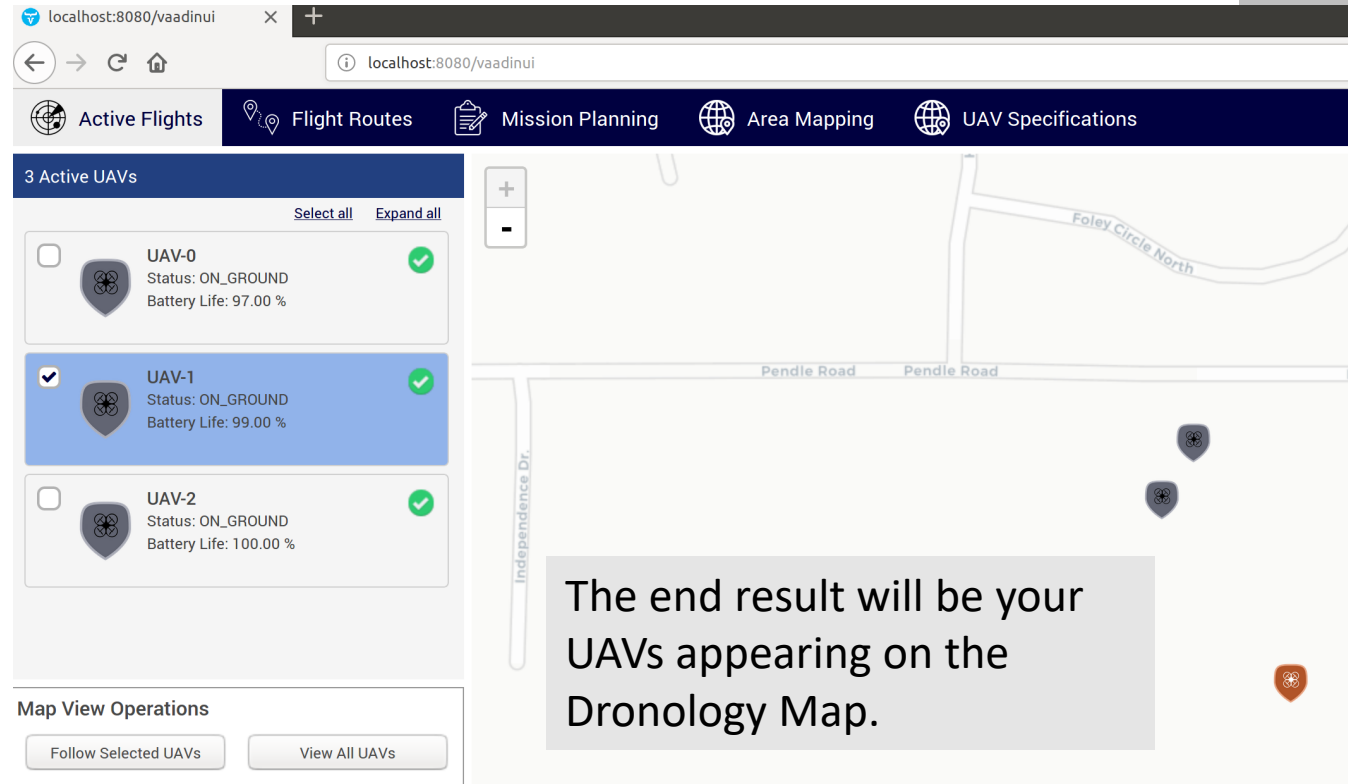 localhost:8080/vaadinui
localhost:8080/vaadinui
Active Flights
Flight Routes
Mission Planning
Area Mapping
UAV Specifications
3 Active UAVs
Select all
Expand all
UAV-0
Status: ON_GROUND
Battery Life: 97.00 %
UAV-1
Status: ON_GROUND
Battery Life: 99.00 %
UAV-2
Status: ON_GROUND
Battery Life: 100.00 %
Map View Operations
Follow Selected UAVs
View All UAVs
+
-
Foley Circle North
Pendle Road
Pendle Road
Independence Dr.
The end result will be your
UAVs appearing on the
Dronology Map.